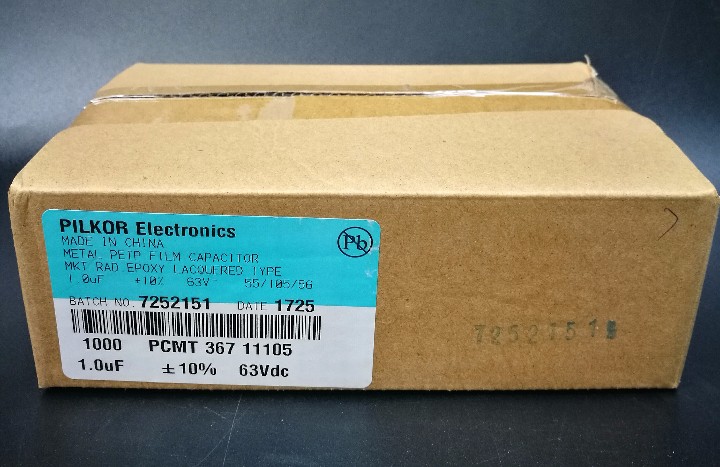 PILKOR Electronics
MADE IN CHINA
METAL PETP FILM CAPACITOR
MKT RAD.EPOXY LACQUERED TYPE
1.0uF ±10% 63V 55/105/56
BATCH NO. 7252151 DATE 1725
1000 PCMT 367 11105
1.0uF ±10% 63Vdc
Pb
7252151